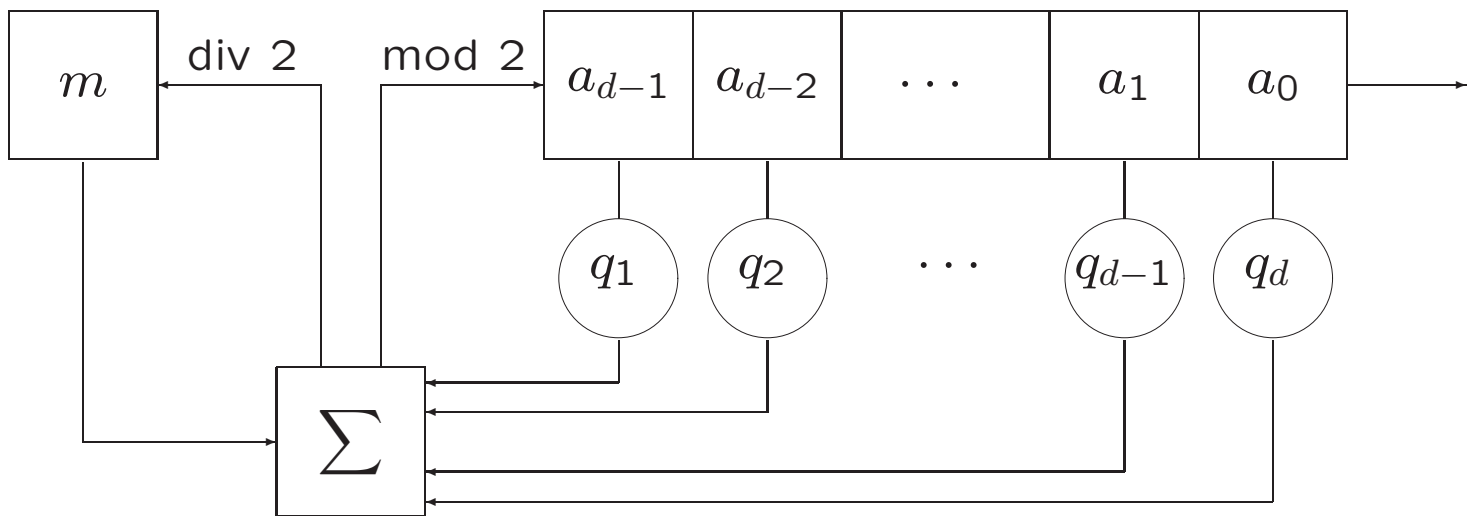 div 2 mod 2
m a_{d-1} a_{d-2} ··· a_1 a_0
q_1 q_2 ··· q_{d-1} q_d
∑